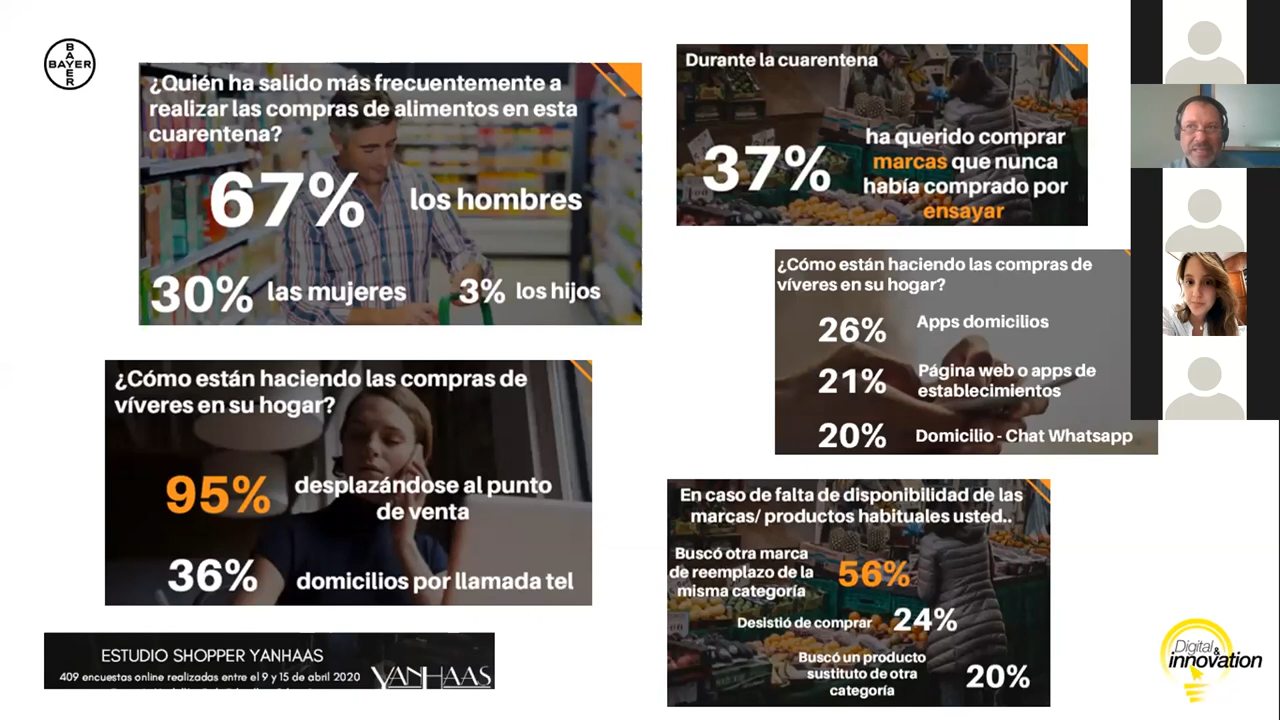 BAYER
BAYER
¿Quién ha salido más frecuentemente a
realizar las compras de alimentos en esta
cuarentena?
67% los hombres
30% las mujeres 3% los hijos
Durante la cuarentena
37%
ha querido comprar
marcas que nunca
había comprado por
ensayar
¿Cómo están haciendo las compras de
víveres en su hogar?
26% Apps domicilios
21% Página web o apps de
establecimientos
20% Domicilio - Chat Whatsapp
¿Cómo están haciendo las compras de
víveres en su hogar?
95% desplazándose al punto
de venta
36% domicilios por llamada tel
En caso de falta de disponibilidad de las
marcas/ productos habituales usted..
Buscó otra marca
de reemplazo de la
misma categoría
56%
Desistió de comprar 24%
Buscó un producto
sustituto de otra
categoría
20%
ESTUDIO SHOPPER YANHAAS
409 encuestas online realizadas entre el 9 y 15 de abril 2020
YANHAAS
Digital &
innovation